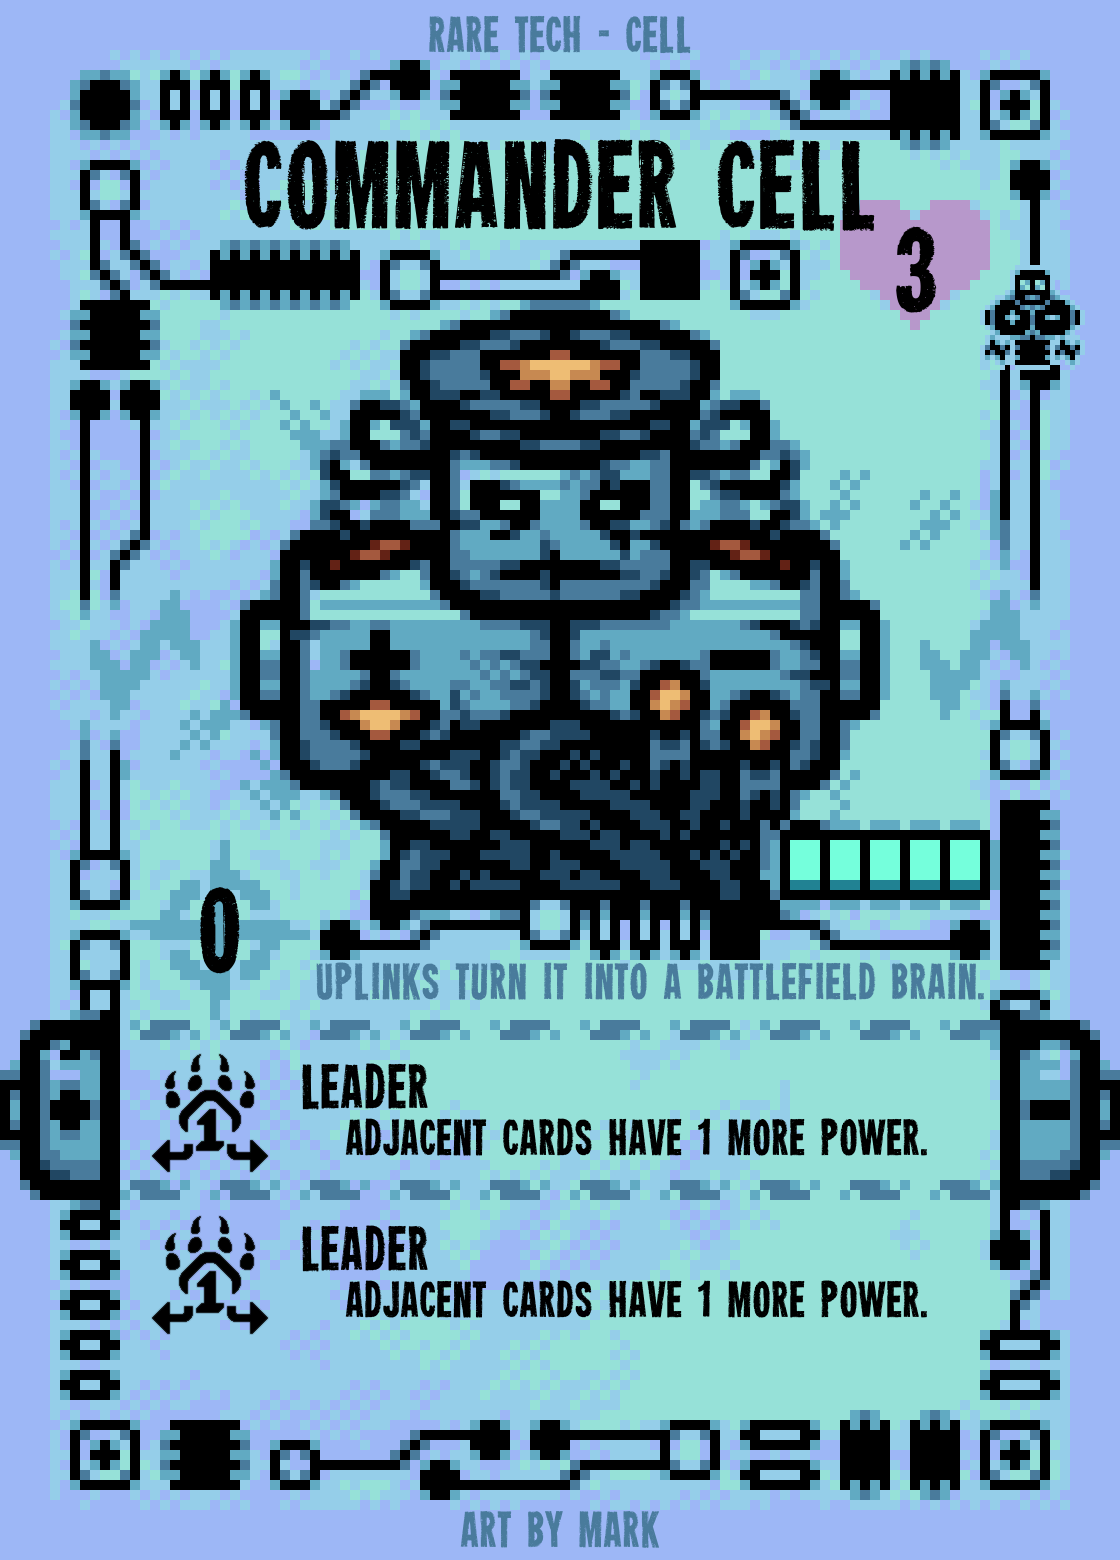 RARE TECH - CELL
COMMANDER CELL
3
0
UPLINKS TURN IT INTO A BATTLEFIELD BRAIN.
LEADER
1
ADJACENT CARDS HAVE 1 MORE POWER.
LEADER
1
ADJACENT CARDS HAVE 1 MORE POWER.
ART BY MARK